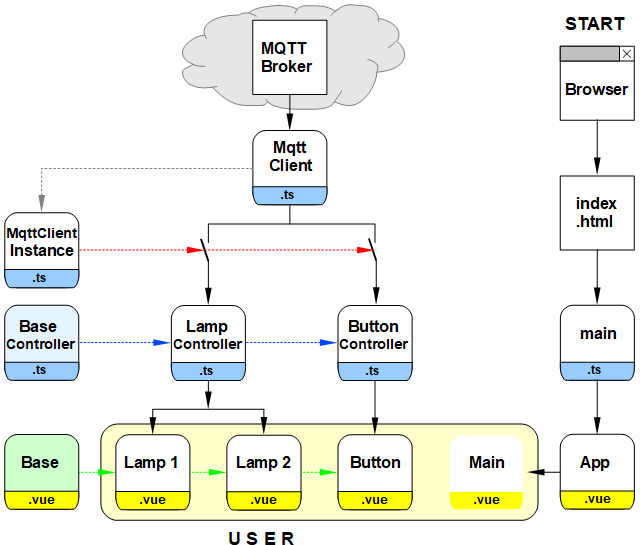 START
MQTT
Broker
Browser
Mqtt
Client
.ts
index
.html
MqttClient
Instance
.ts
Base
Controller
.ts
Lamp
Controller
.ts
Button
Controller
.ts
main
.ts
Base
.vue
Lamp 1
.vue
Lamp 2
.vue
Button
.vue
Main
.vue
App
.vue
USER